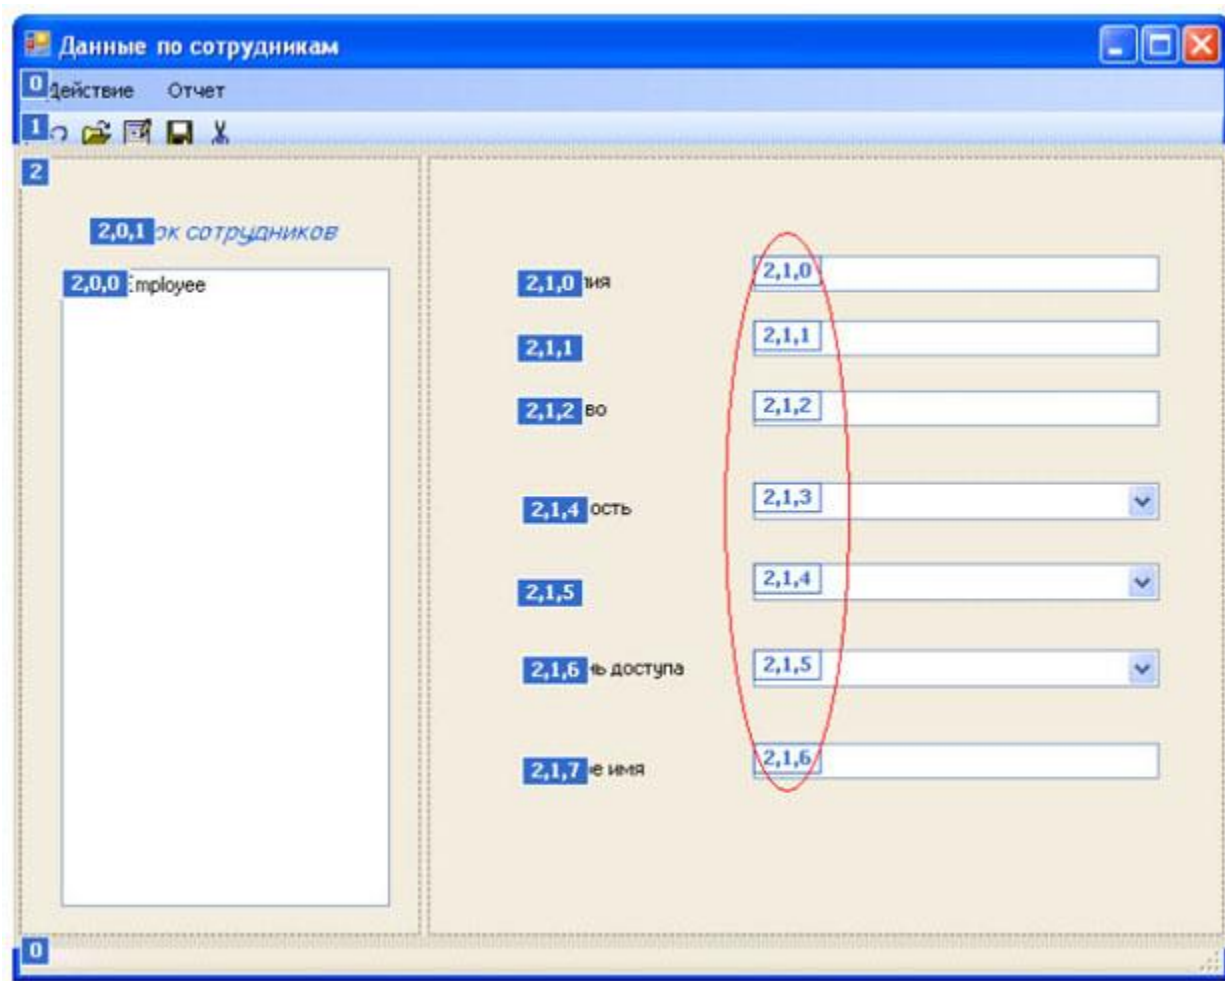 Данные по сотрудникам
0 Действие Отчет
1
2
2,0,1 ок сотрудников
2,0,0 Employee
2,1,0 лия 2,1,0
2,1,1 2,1,1
2,1,2 во 2,1,2
2,1,4 ость 2,1,3
2,1,5 2,1,4
2,1,6 нь доступа 2,1,5
2,1,7 е имя 2,1,6
0